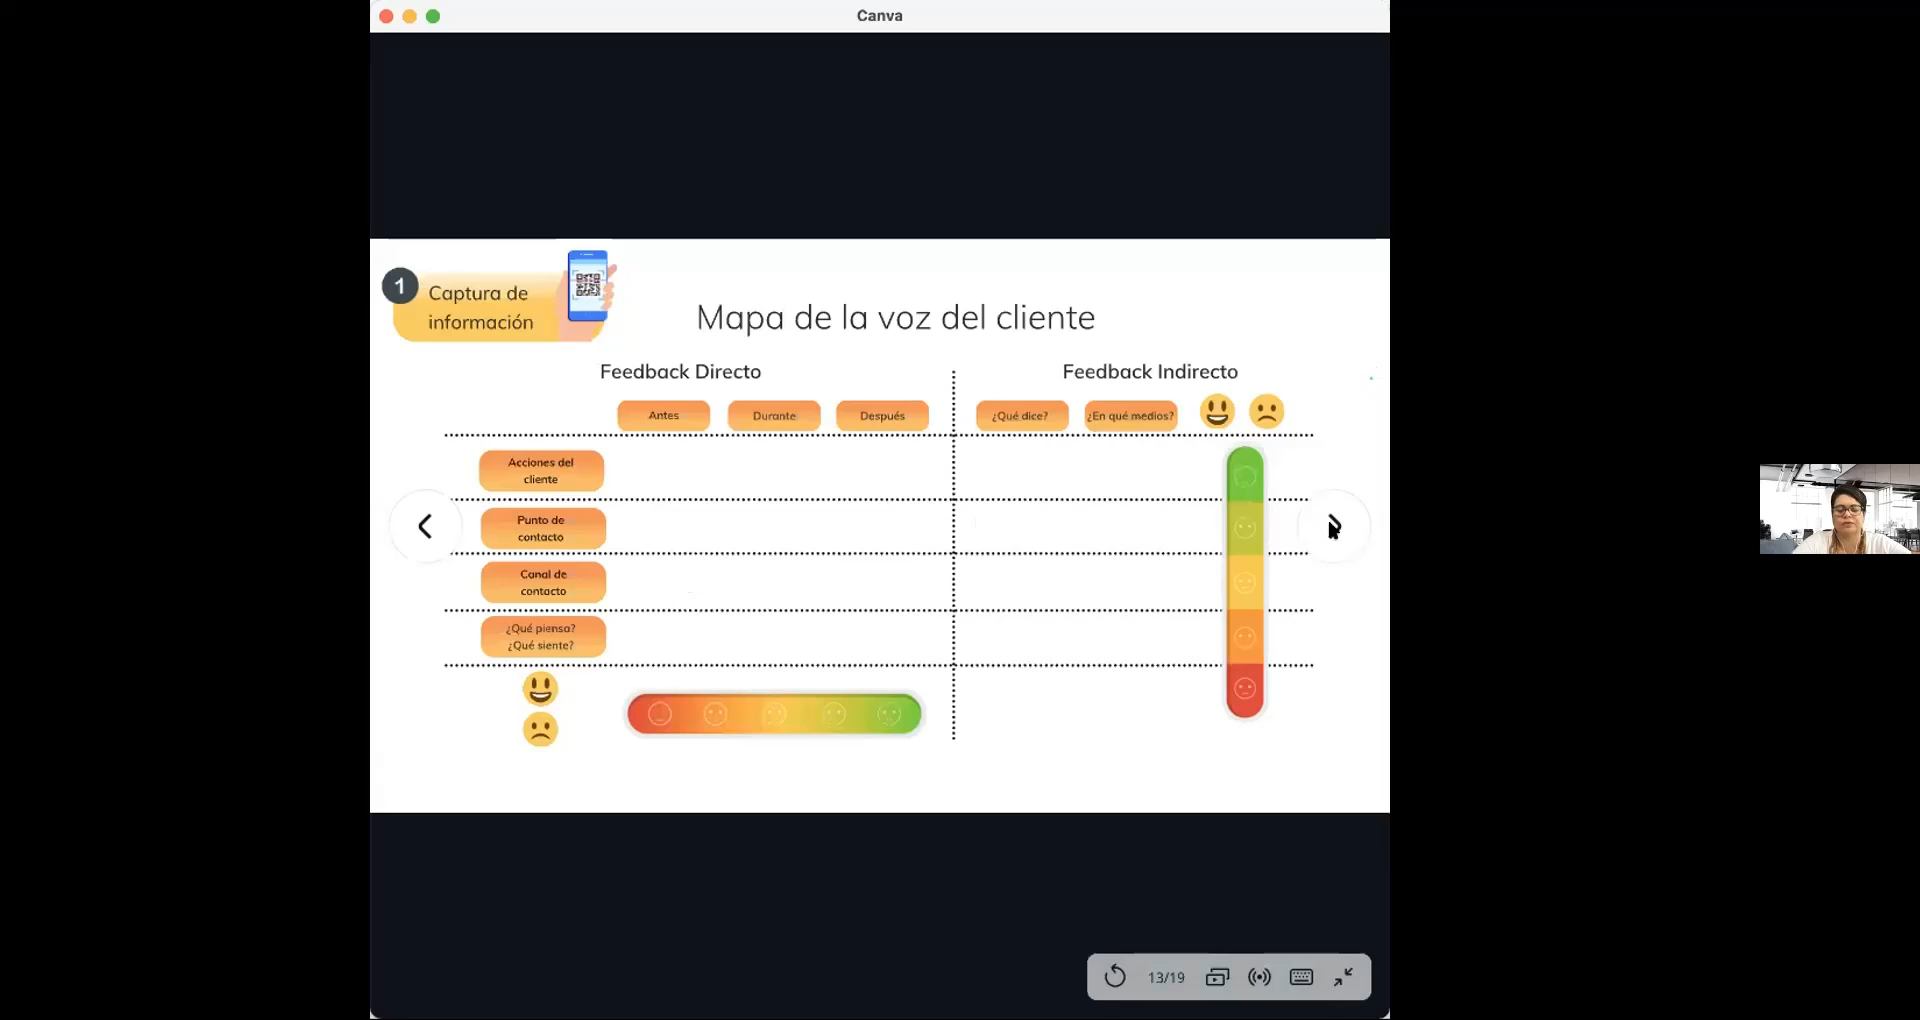 Canva
1
Captura de
información
Mapa de la voz del cliente
Feedback Directo
Feedback Indirecto
Antes
Durante
Después
¿Qué dice?
¿En qué medios?
Acciones del
cliente
Punto de
contacto
Canal de
contacto
¿Qué piensa?
¿Qué siente?
13/19